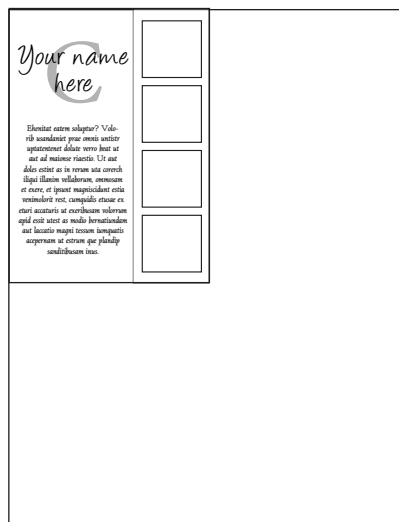 C
Your name
here
Ehenitat eatem soluptur? Volo-
rib usandaniet prae omnis untistr
uptatentenet dolute verro beat ut
aut ad maionse riaestio. Ut aut
doles estint as in rerum uta corerch
iliqui illanim vellaborum, ommosam
et exere, et ipsunt magniscidunt estia
venimolorit rest, cumquidis etusae ex
eturi accaturis ut exeribusam volorrum
apid essit utest as modio bernatiundam
aut laccatio magni tessum iumquatis
acepernam ut estrum que plandip
sanditibusam inus.